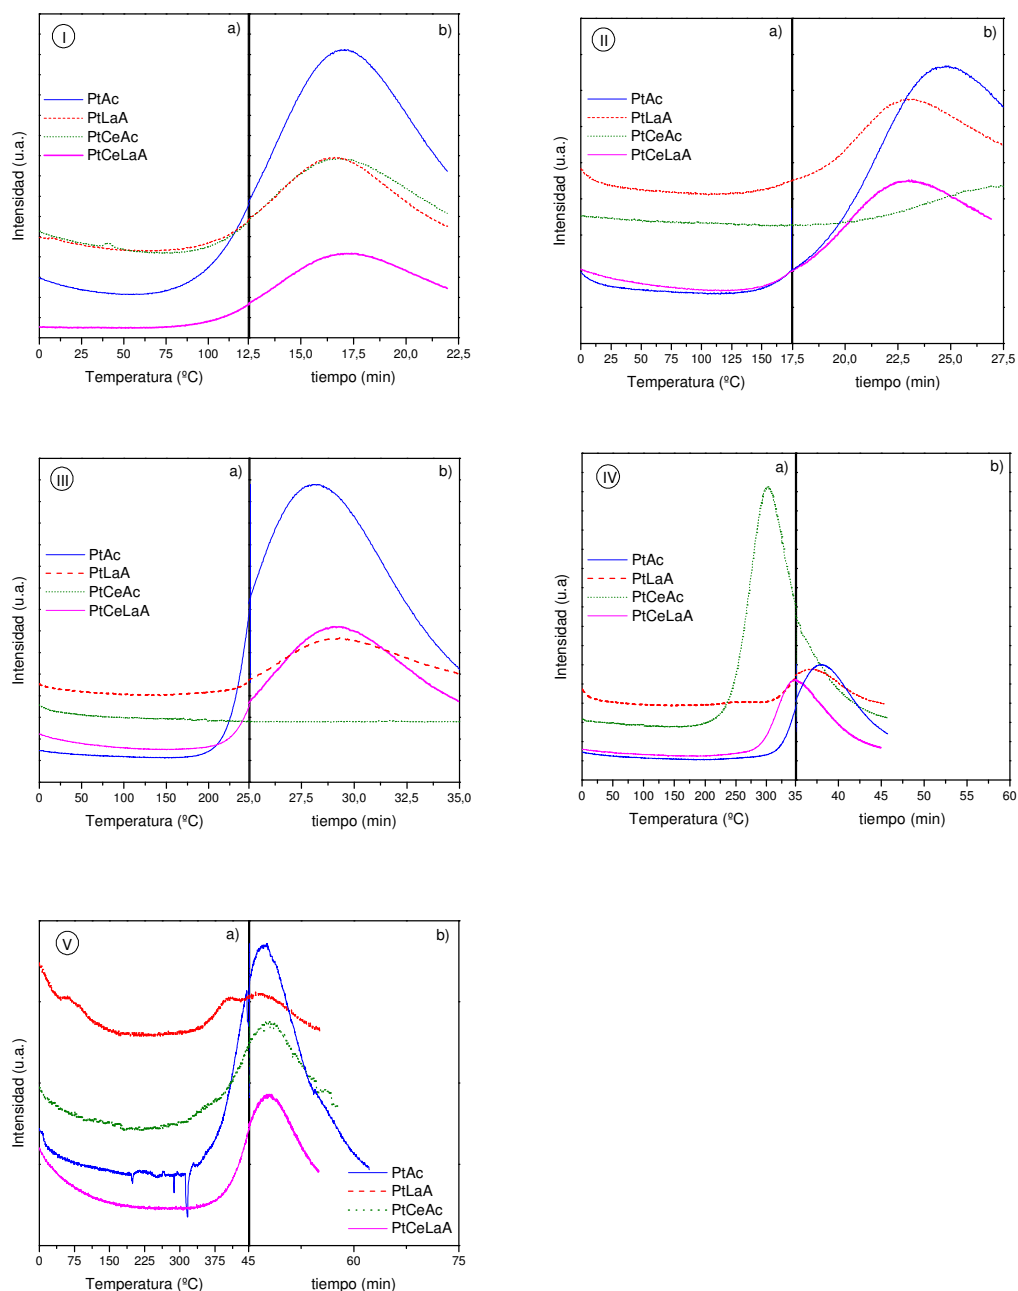 I
a)
b)
PtAc
PtLaA
PtCeAc
PtCeLaA
Intensidad (u.a.)
0 25 50 75 100 12,5 15,0 17,5 20,0 22,5
Temperatura (ºC) tiempo (min)
II
a)
b)
PtAc
PtLaA
PtCeAc
PtCeLaA
Intensidad (u.a.)
0 25 50 75 100 125 150 17,5 20,0 22,5 25,0 27,5
Temperatura (ºC) tiempo (min)
III
a)
b)
PtAc
PtLaA
PtCeAc
PtCeLaA
Intensidad (u.a.)
0 50 100 150 200 25,0 27,5 30,0 32,5 35,0
Temperatura (ºC) tiempo (min)
IV
a)
b)
PtAc
PtLaA
PtCeAc
PtCeLaA
Intensidad (u.a)
0 50 100 150 200 250 300 35 40 45 50 55 60
Temperatura (ºC) tiempo (min)
V
a)
b)
PtAc
PtLaA
PtCeAc
PtCeLaA
Intensidad (u.a.)
0 75 150 225 300 375 45 60 75
Temperatura (ºC) tiempo (min)